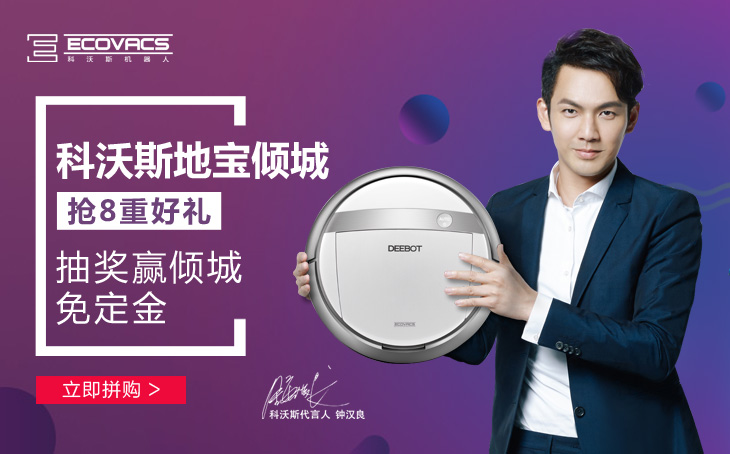 ECOVACS
科沃斯机器人
科沃斯地宝倾城
抢8重好礼
抽奖赢倾城
免定金
立即拼购 >
DEEBOT
ECOVACS
科沃斯代言人 钟汉良